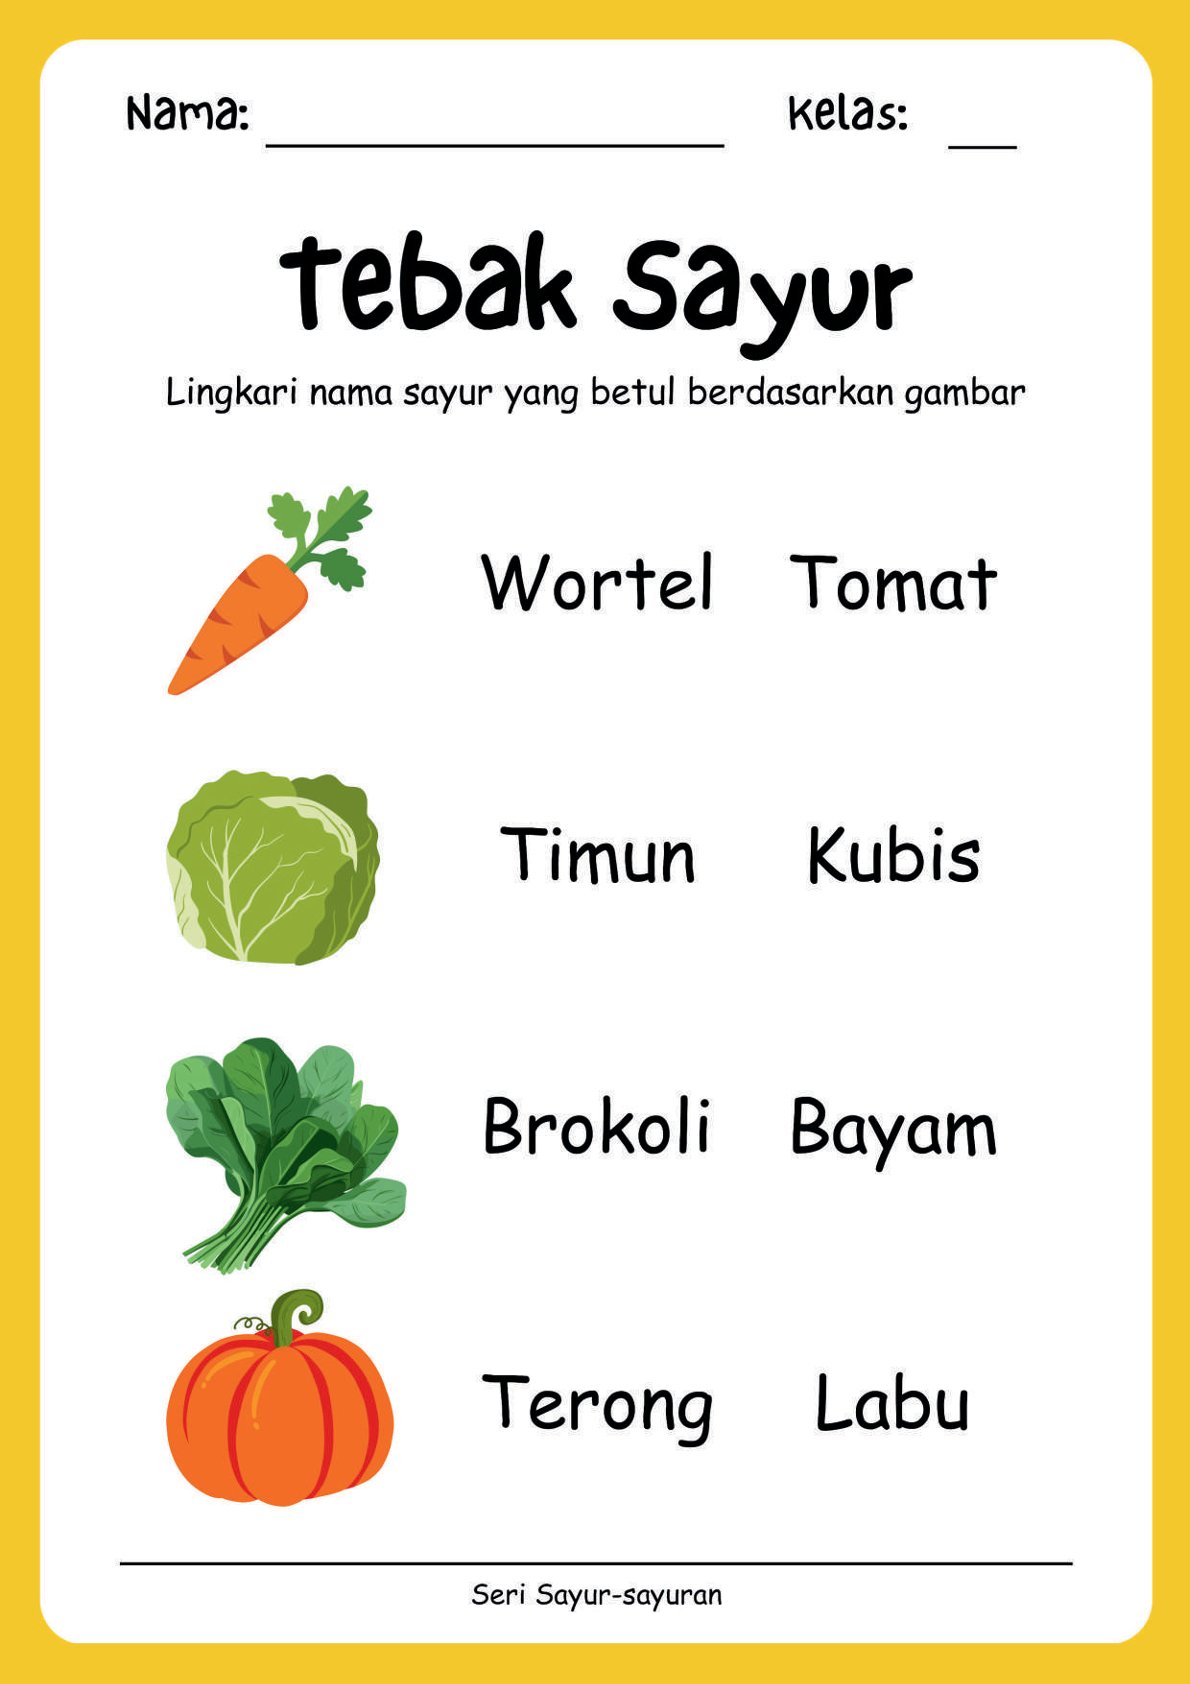 Nama: Kelas:
Tebak Sayur
Lingkari nama sayur yang betul berdasarkan gambar
Wortel Tomat
Timun Kubis
Brokoli Bayam
Terong Labu
Seri Sayur-sayuran